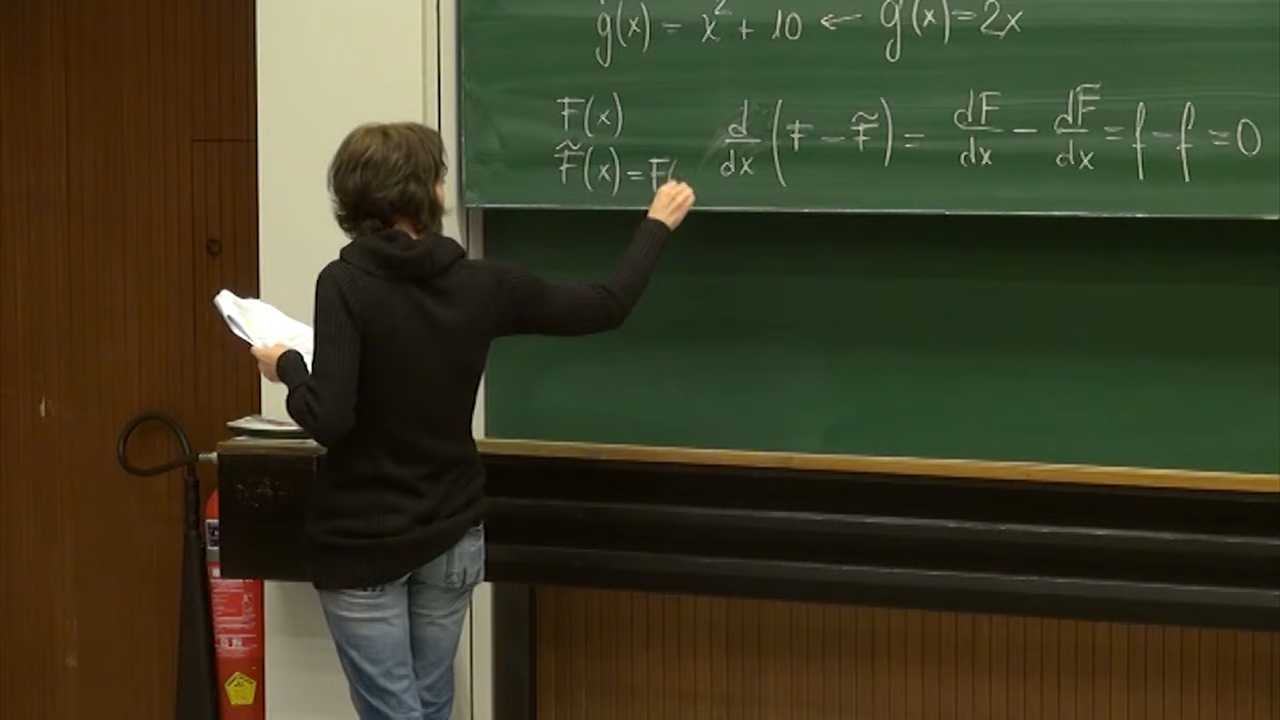 g(x) = x² + 10 ← g'(x) = 2x
F(x)
F̃(x) = F(
d/dx (F − F̃) = dF/dx − dF̃/dx = f − f = 0